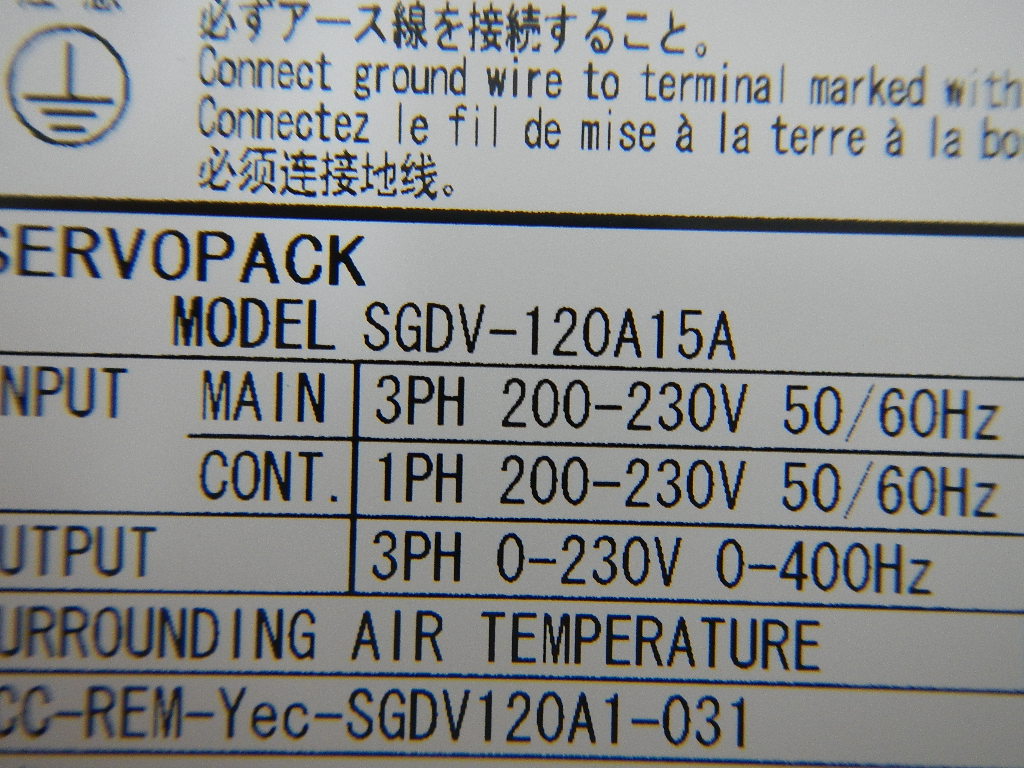 必ずアース線を接続すること。
Connect ground wire to terminal marked with
Connectez le fil de mise à la terre à la bo
必须连接地线。
SERVOPACK
MODEL SGDV-120A15A
INPUT MAIN 3PH 200-230V 50/60Hz
CONT. 1PH 200-230V 50/60Hz
UTPUT 3PH 0-230V 0-400Hz
URROUNDING AIR TEMPERATURE
CC-REM-Yec-SGDV120A1-031